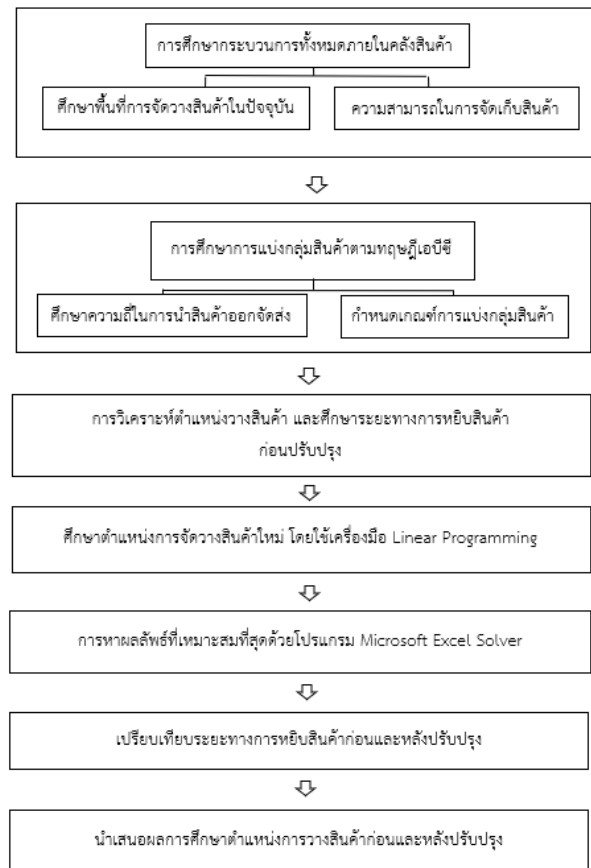 การศึกษากระบวนการทั้งหมดภายในคลังสินค้า
ศึกษาพื้นที่การจัดวางสินค้าในปัจจุบัน
ความสามารถในการจัดเก็บสินค้า
การศึกษาการแบ่งกลุ่มสินค้าตามทฤษฎีเอบีซี
ศึกษาความถี่ในการนำสินค้าออกจัดส่ง
กำหนดเกณฑ์การแบ่งกลุ่มสินค้า
การวิเคราะห์ตำแหน่งวางสินค้า และศึกษาระยะทางการหยิบสินค้า
ก่อนปรับปรุง
ศึกษาตำแหน่งการจัดวางสินค้าใหม่ โดยใช้เครื่องมือ Linear Programming
การหาผลลัพธ์ที่เหมาะสมที่สุดด้วยโปรแกรม Microsoft Excel Solver
เปรียบเทียบระยะทางการหยิบสินค้าก่อนและหลังปรับปรุง
นำเสนอผลการศึกษาตำแหน่งการวางสินค้าก่อนและหลังปรับปรุง